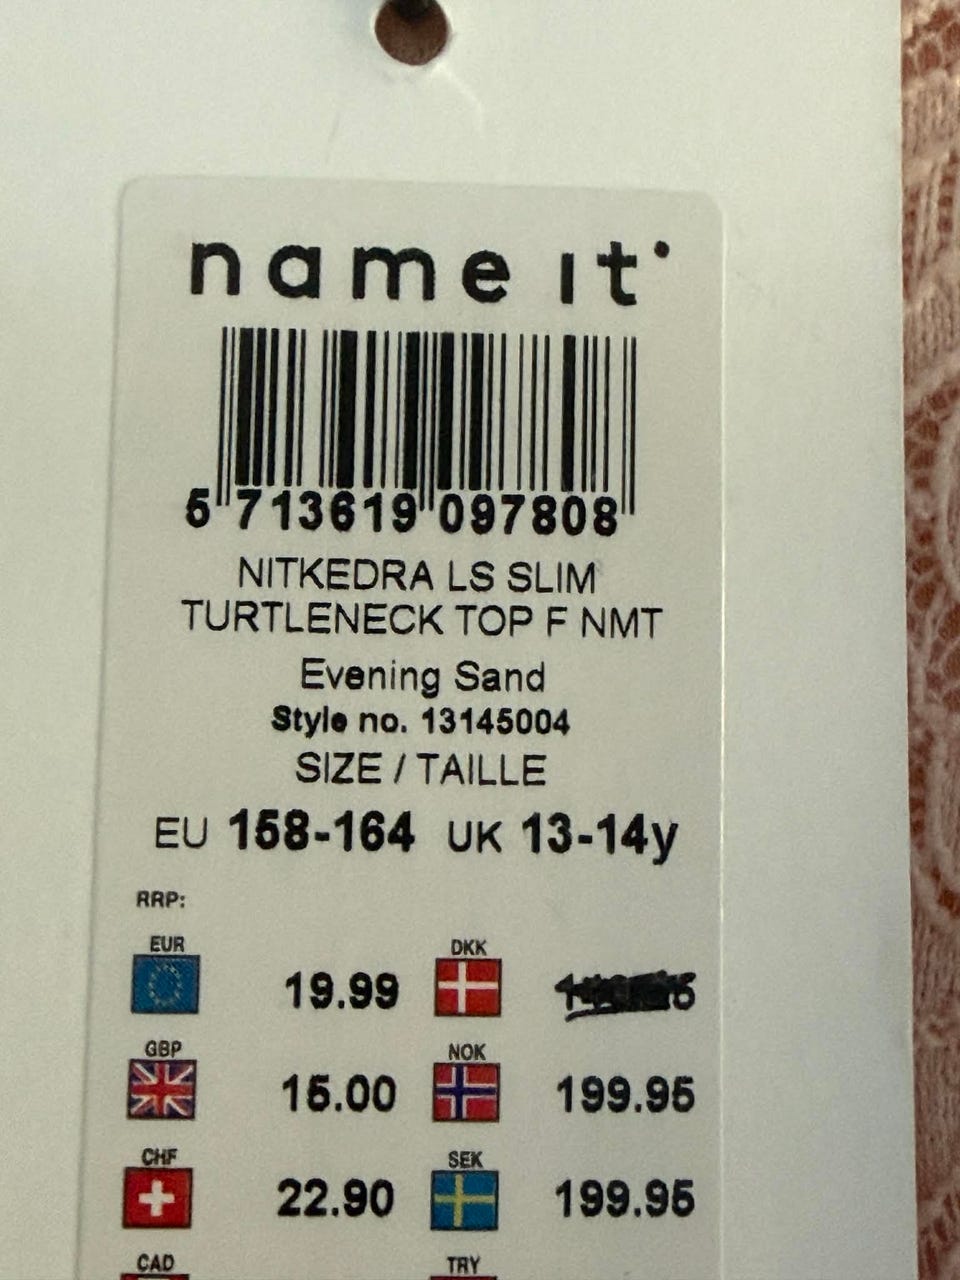 name it
5 713619 097808
NITKEDRA LS SLIM
TURTLENECK TOP F NMT
Evening Sand
Style no. 13145004
SIZE / TAILLE
EU 158-164 UK 13-14y
RRP:
EUR 19.99 DKK
GBP 15.00 NOK 199.95
CHF 22.90 SEK 199.95
CAD TRY